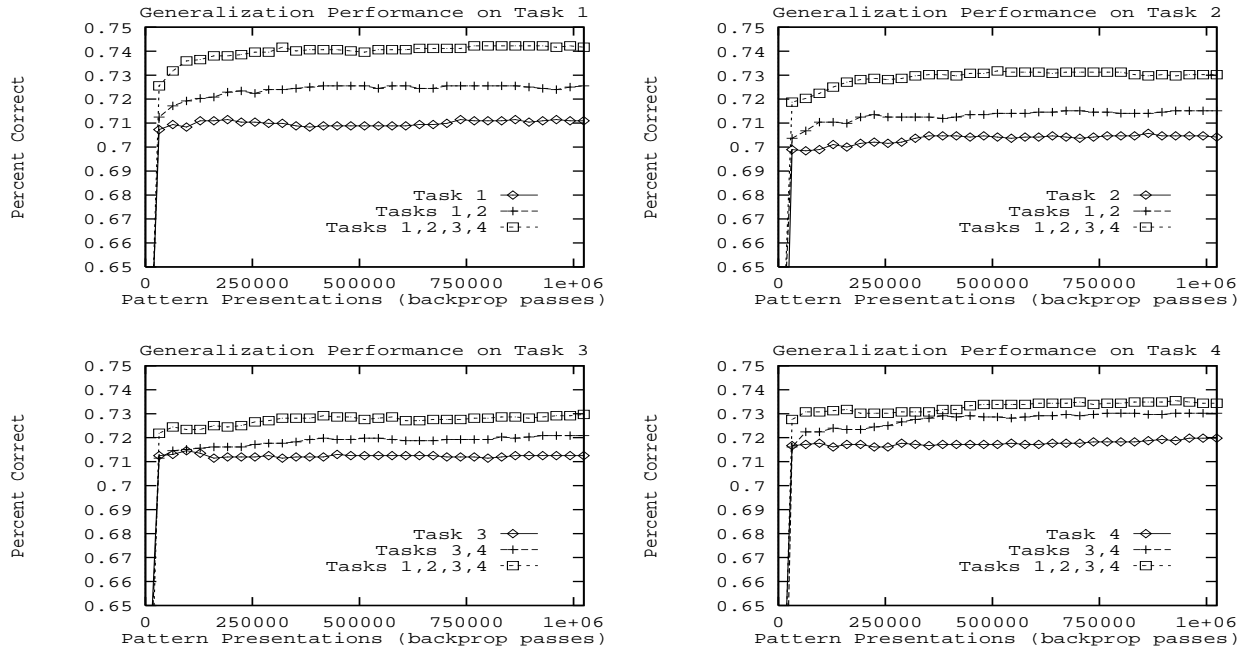 Generalization Performance on Task 1
0.75
0.74
0.73
0.72
0.71
0.7
0.69
0.68
0.67
0.66
0.65
Percent Correct
Task 1
Tasks 1,2
Tasks 1,2,3,4
0 250000 500000 750000 1e+06
Pattern Presentations (backprop passes)
Generalization Performance on Task 2
0.75
0.74
0.73
0.72
0.71
0.7
0.69
0.68
0.67
0.66
0.65
Percent Correct
Task 2
Tasks 1,2
Tasks 1,2,3,4
0 250000 500000 750000 1e+06
Pattern Presentations (backprop passes)
Generalization Performance on Task 3
0.75
0.74
0.73
0.72
0.71
0.7
0.69
0.68
0.67
0.66
0.65
Percent Correct
Task 3
Tasks 3,4
Tasks 1,2,3,4
0 250000 500000 750000 1e+06
Pattern Presentations (backprop passes)
Generalization Performance on Task 4
0.75
0.74
0.73
0.72
0.71
0.7
0.69
0.68
0.67
0.66
0.65
Percent Correct
Task 4
Tasks 3,4
Tasks 1,2,3,4
0 250000 500000 750000 1e+06
Pattern Presentations (backprop passes)